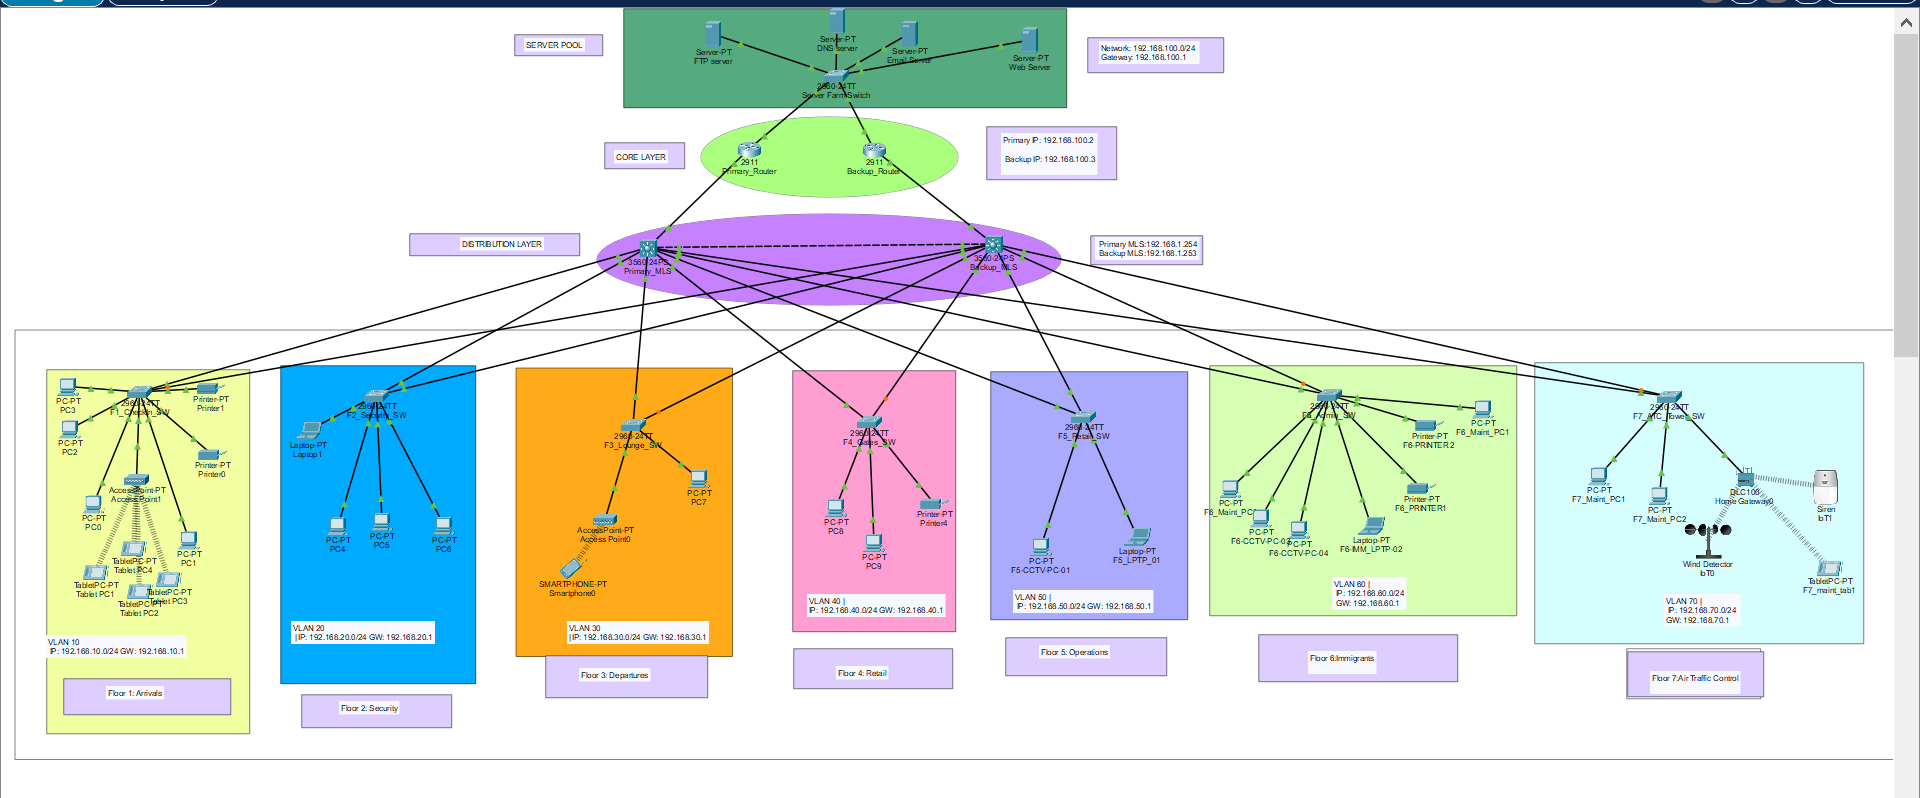 SERVER POOL
Server-PT
FTP server
Server-PT
DNS server
Server-PT
Email Server
Server-PT
Web Server
Network: 192.168.100.0/24
Gateway: 192.168.100.1
2960-24TT
Server Farm Switch
CORE LAYER
2911
Primary_Router
2911
Backup_Router
Primary IP: 192.168.100.2
Backup IP: 192.168.100.3
DISTRIBUTION LAYER
3560-24PS
Primary_MLS
3560-24PS
Backup_MLS
Primary MLS:192.168.1.254
Backup MLS:192.168.1.253
PC-PT
PC3
2960-24TT
F1_Checkin_SW
Printer-PT
Printer1
PC-PT
PC2
Printer-PT
Printer0
AccessPoint-PT
Access Point1
PC-PT
PC0
PC-PT
PC1
TabletPC-PT
Tablet PC4
TabletPC-PT
Tablet PC1
TabletPC-PT
Tablet PC3
TabletPC-PT
Tablet PC2
VLAN 10
IP: 192.168.10.0/24 GW: 192.168.10.1
Floor 1: Arrivals
2960-24TT
F2_Security_SW
Laptop-PT
Laptop1
PC-PT
PC4
PC-PT
PC5
PC-PT
PC6
VLAN 20
| IP: 192.168.20.0/24 GW: 192.168.20.1
Floor 2: Security
2960-24TT
F3_Lounge_SW
PC-PT
PC7
AccessPoint-PT
Access Point0
SMARTPHONE-PT
Smartphone0
VLAN 30
| IP: 192.168.30.0/24 GW: 192.168.30.1
Floor 3: Departures
2960-24TT
F4_Gates_SW
PC-PT
PC8
Printer-PT
Printer4
PC-PT
PC9
VLAN 40 |
IP: 192.168.40.0/24 GW: 192.168.40.1
Floor 4: Retail
2960-24TT
F5_Retail_SW
PC-PT
F5-CCTV-PC-01
Laptop-PT
F5_LPTP_01
VLAN 50 |
IP: 192.168.50.0/24 GW: 192.168.50.1
Floor 5: Operations
2960-24TT
F6_Admin_SW
PC-PT
F6_Maint_PC1
Printer-PT
F6-PRINTER2
PC-PT
Printer-PT
F6_PRINTER1
PC-PT
F6-CCTV-PC-03
PC-PT
F6-CCTV-PC-04
Laptop-PT
F6-IMM_LPTP-02
VLAN 60 |
IP: 192.168.60.0/24
GW: 192.168.60.1
Floor 6:Immigrants
2960-24TT
F7_ATC_Tower_SW
PC-PT
F7_Maint_PC1
PC-PT
F7_Maint_PC2
DLC100
Home Gateway0
Siren
IoT1
Wind Detector
IoT0
TabletPC-PT
F7_maint_tab1
VLAN 70 |
IP: 192.168.70.0/24
GW: 192.168.70.1
Floor 7:Air Traffic Control